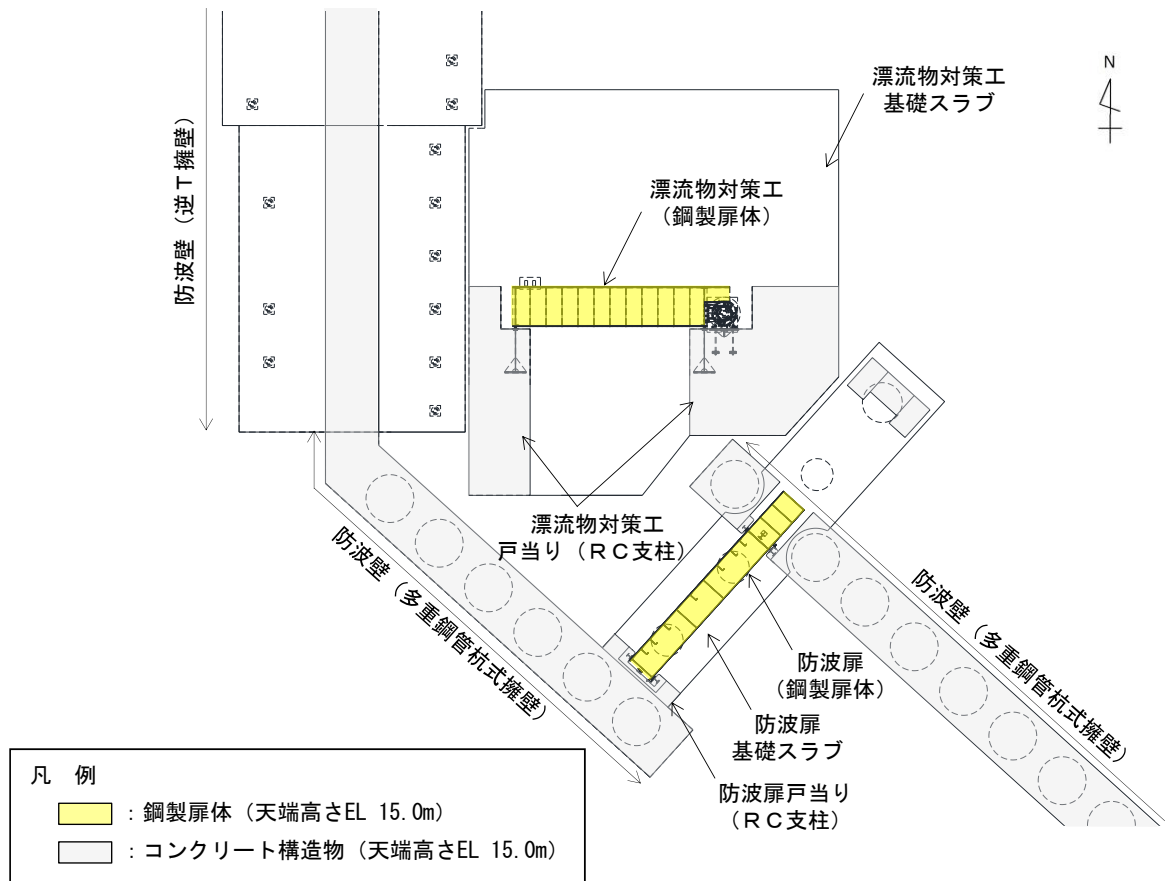 漂流物対策工
基礎スラブ
N
漂流物対策工
（鋼製扉体）
防波壁（逆Ｔ擁壁）
漂流物対策工
戸当り（ＲＣ支柱）
防波壁（多重鋼管杭式擁壁）
防波壁（多重鋼管杭式擁壁）
防波扉
（鋼製扉体）
防波扉
基礎スラブ
防波扉戸当り
（ＲＣ支柱）
凡　例
：鋼製扉体（天端高さEL 15.0m）
：コンクリート構造物（天端高さEL 15.0m）